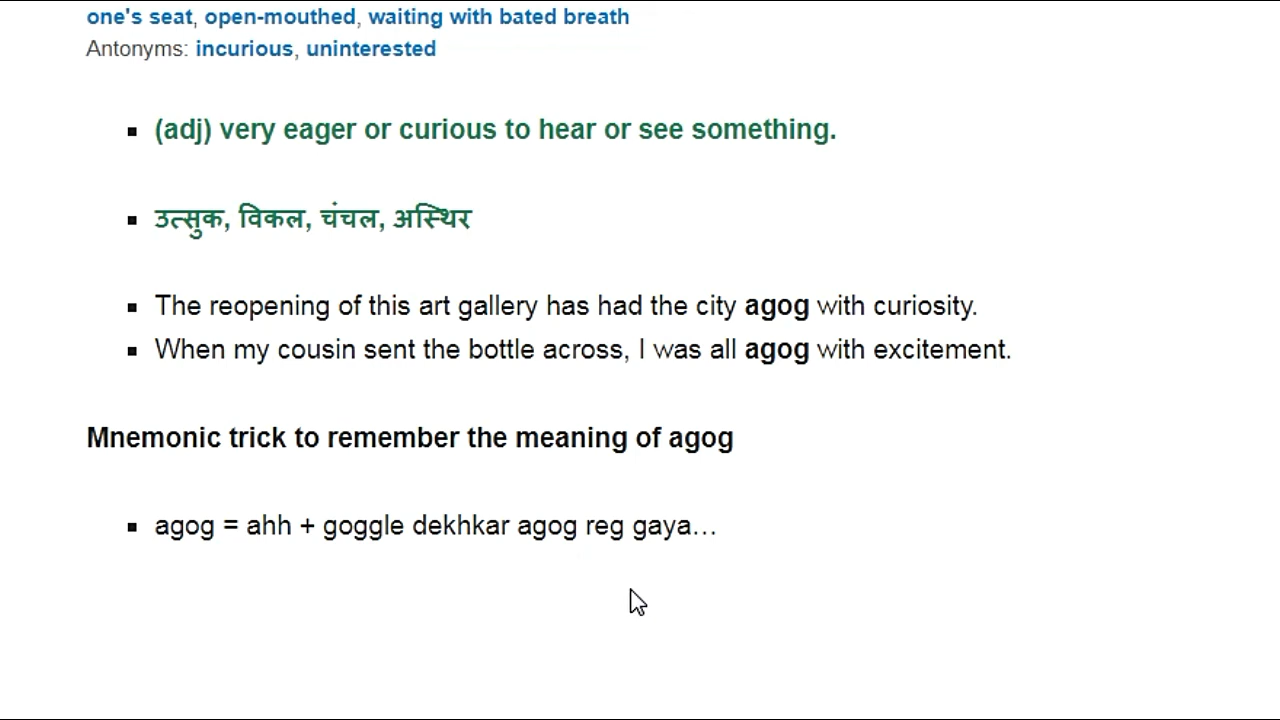 one's seat, open-mouthed, waiting with bated breath
Antonyms: incurious, uninterested
(adj) very eager or curious to hear or see something.
उत्सुक, विकल, चंचल, अस्थिर
The reopening of this art gallery has had the city agog with curiosity.
When my cousin sent the bottle across, I was all agog with excitement.
Mnemonic trick to remember the meaning of agog
agog = ahh + goggle dekhkar agog reg gaya…